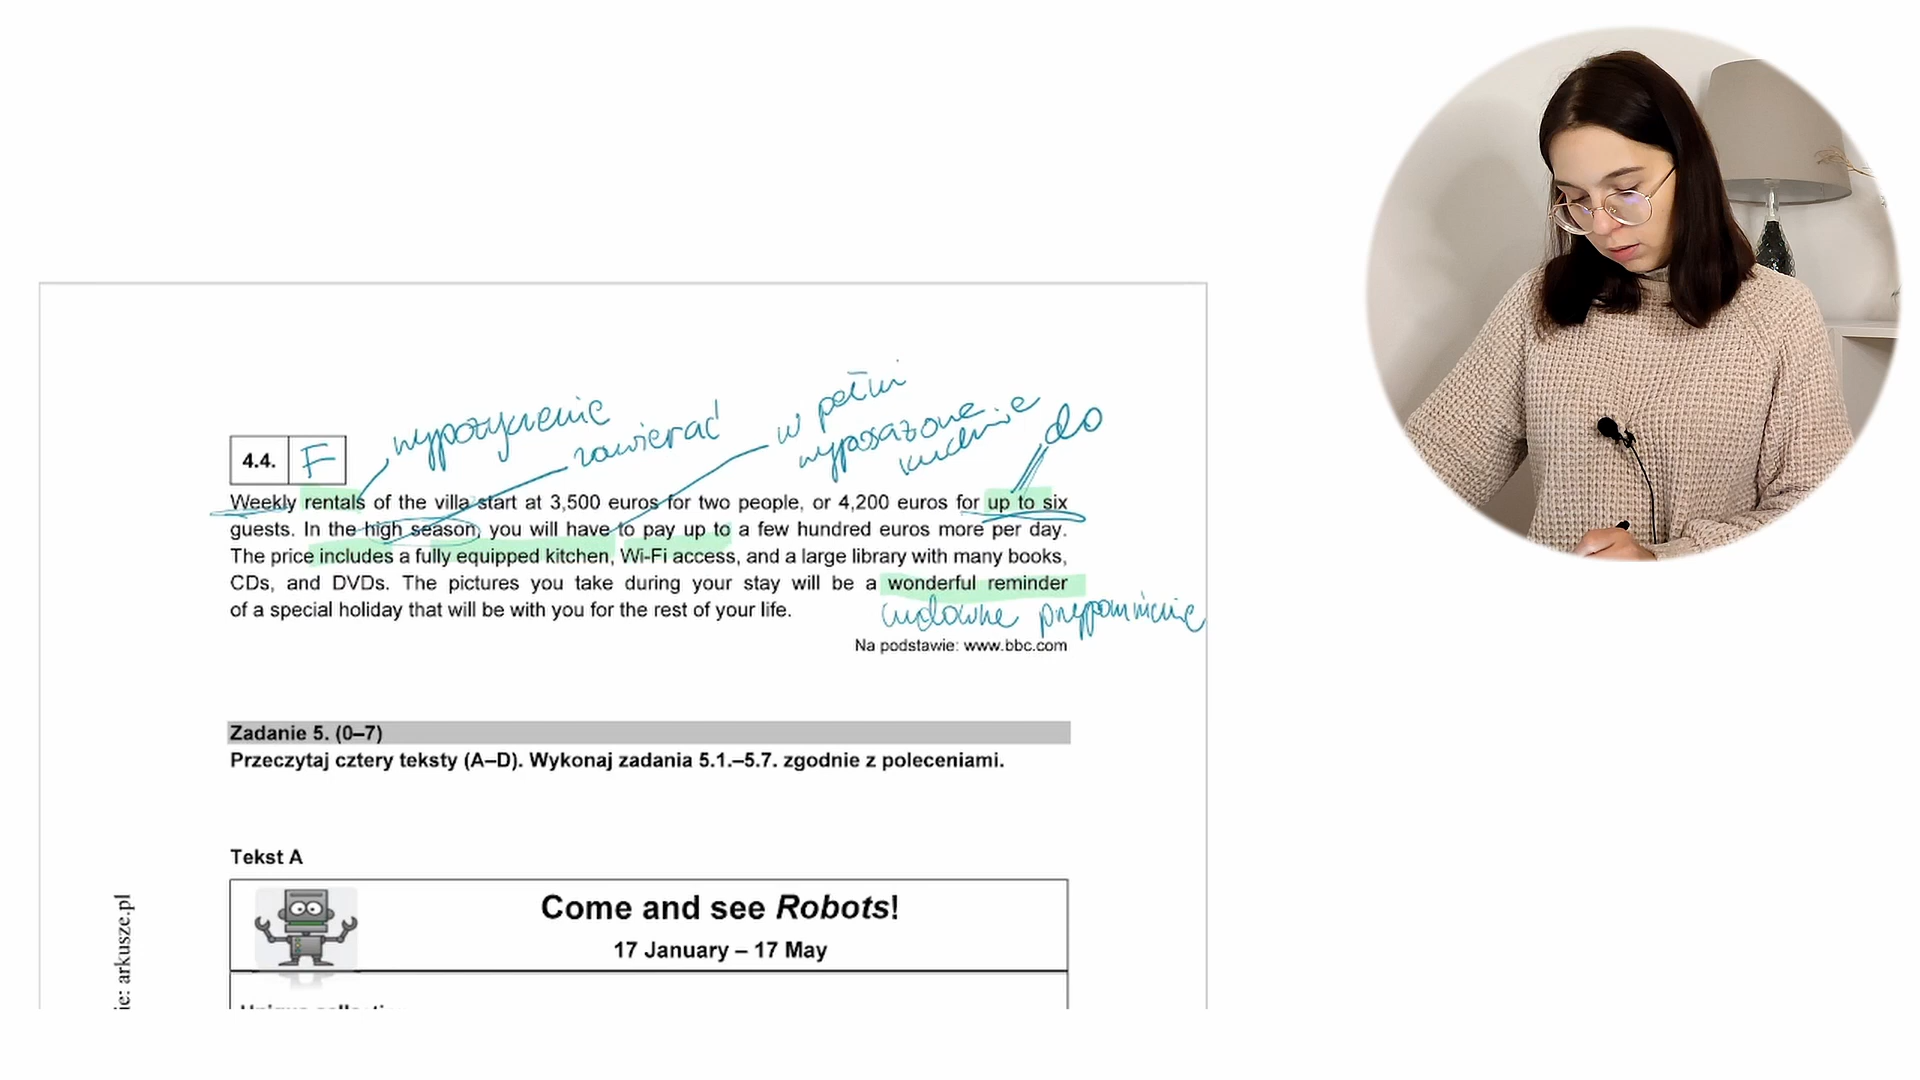 w pełni
wypożyczenie
zawierać
wyposażone
kuchnie
do
4.4. F
Weekly rentals of the villa start at 3,500 euros for two people, or 4,200 euros for up to six
guests. In the high season, you will have to pay up to a few hundred euros more per day.
The price includes a fully equipped kitchen, Wi-Fi access, and a large library with many books,
CDs, and DVDs. The pictures you take during your stay will be a wonderful reminder
of a special holiday that will be with you for the rest of your life.
cudowne przypomnienie
Na podstawie: www.bbc.com
Zadanie 5. (0–7)
Przeczytaj cztery teksty (A–D). Wykonaj zadania 5.1.–5.7. zgodnie z poleceniami.
Tekst A
Come and see Robots!
17 January – 17 May
ie: arkusze.pl